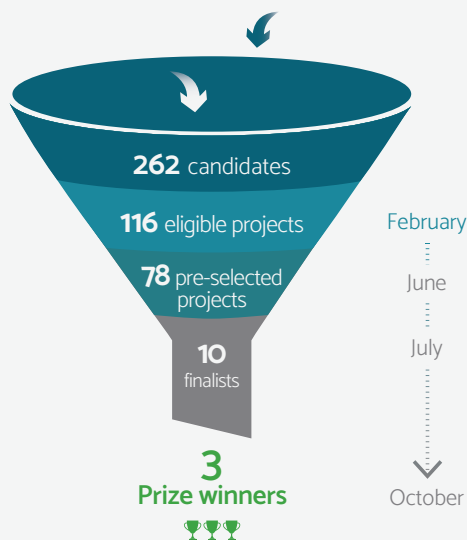 262 candidates
116 eligible projects
78 pre-selected
projects
10
finalists
3
Prize winners
February
June
July
October